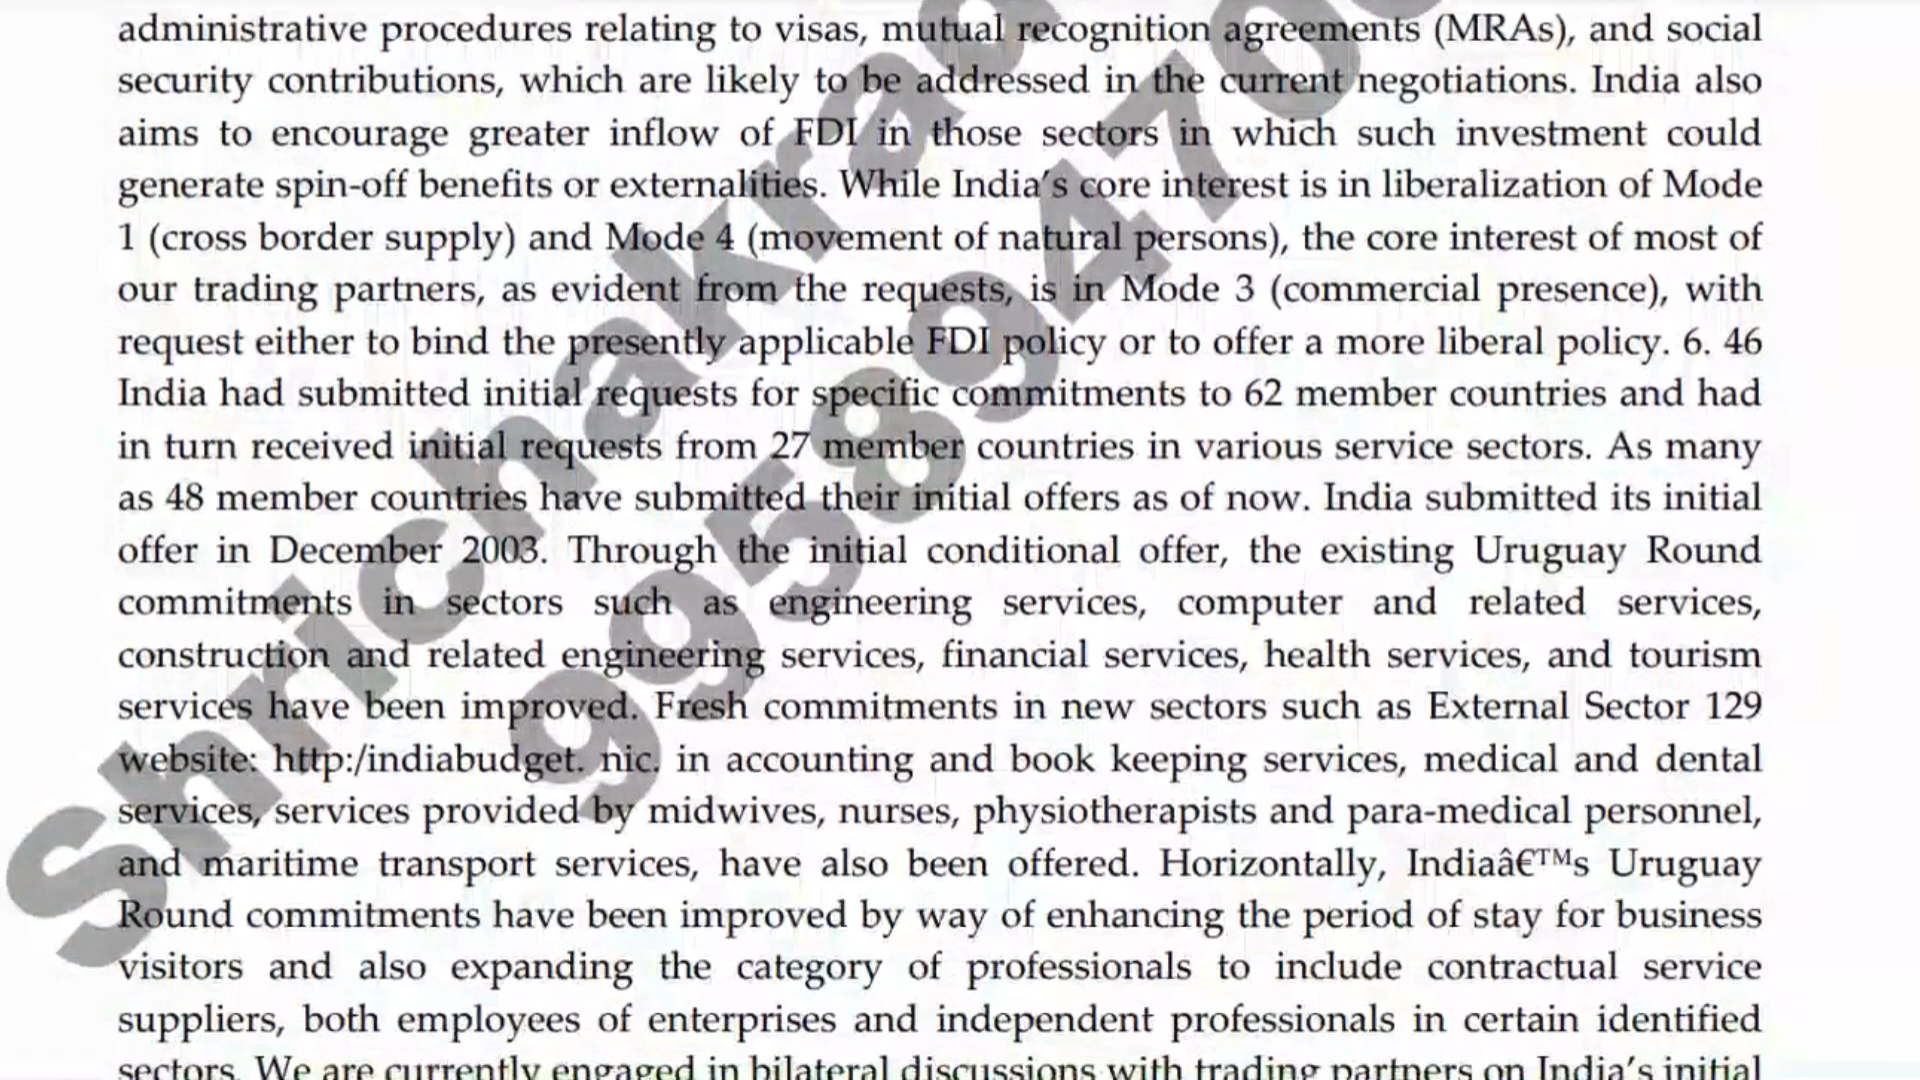 administrative procedures relating to visas, mutual recognition agreements (MRAs), and social
security contributions, which are likely to be addressed in the current negotiations. India also
aims to encourage greater inflow of FDI in those sectors in which such investment could
generate spin-off benefits or externalities. While India's core interest is in liberalization of Mode
1 (cross border supply) and Mode 4 (movement of natural persons), the core interest of most of
our trading partners, as evident from the requests, is in Mode 3 (commercial presence), with
request either to bind the presently applicable FDI policy or to offer a more liberal policy. 6. 46
India had submitted initial requests for specific commitments to 62 member countries and had
in turn received initial requests from 27 member countries in various service sectors. As many
as 48 member countries have submitted their initial offers as of now. India submitted its initial
offer in December 2003. Through the initial conditional offer, the existing Uruguay Round
commitments in sectors such as engineering services, computer and related services,
construction and related engineering services, financial services, health services, and tourism
services have been improved. Fresh commitments in new sectors such as External Sector 129
website: http:/indiabudget. nic. in accounting and book keeping services, medical and dental
services, services provided by midwives, nurses, physiotherapists and para-medical personnel,
and maritime transport services, have also been offered. Horizontally, Indiaâ€™s Uruguay
Round commitments have been improved by way of enhancing the period of stay for business
visitors and also expanding the category of professionals to include contractual service
suppliers, both employees of enterprises and independent professionals in certain identified
sectors. We are currently engaged in bilateral discussions with trading partners on India's initial